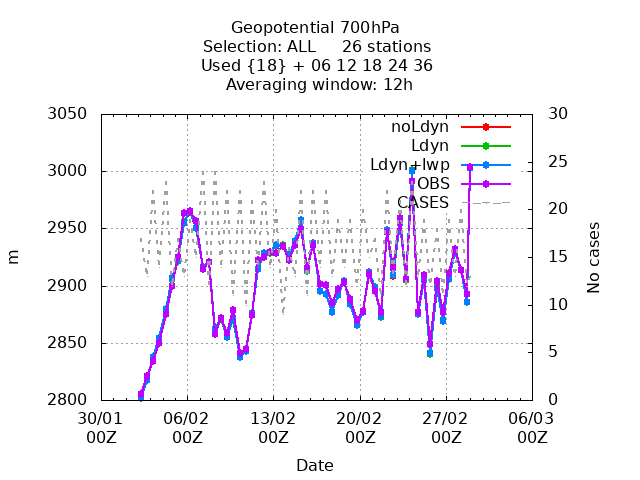 Geopotential 700hPa
Selection: ALL     26 stations
Used {18} + 06 12 18 24 36
Averaging window: 12h
3050
3000
2950
2900
2850
2800
m
30
25
20
15
10
5
0
No cases
noLdyn
Ldyn
Ldyn+lwp
OBS
CASES
30/01 06/02 13/02 20/02 27/02 06/03
00Z 00Z 00Z 00Z 00Z 00Z
Date